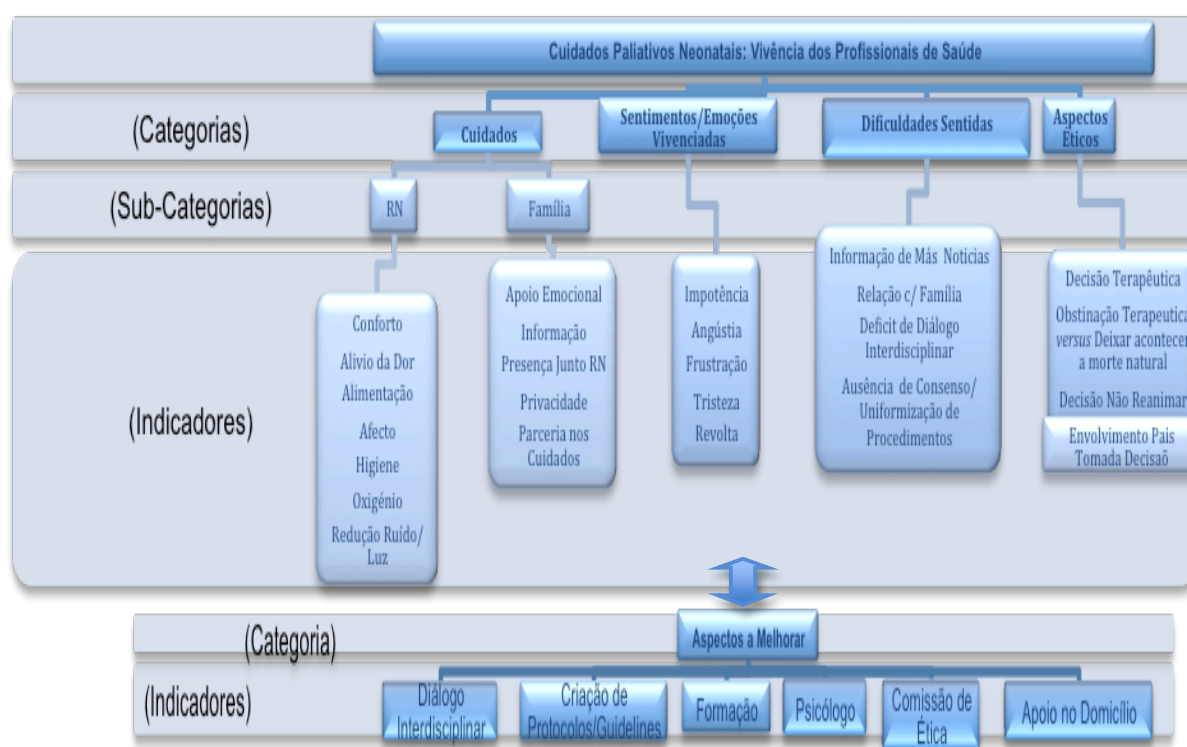 Cuidados Paliativos Neonatais: Vivência dos Profissionais de Saúde
(Categorias)
Cuidados
Sentimentos/Emoções
Vivenciadas
Dificuldades Sentidas
Aspectos
Éticos
(Sub-Categorias)
RN
Família
(Indicadores)
Conforto
Alivio da Dor
Alimentação
Afecto
Higiene
Oxigénio
Redução Ruído/
Luz
Apoio Emocional
Informação
Presença Junto RN
Privacidade
Parceria nos
Cuidados
Impotência
Angústia
Frustração
Tristeza
Revolta
Informação de Más Noticias
Relação c/ Família
Deficit de Diálogo
Interdisciplinar
Ausência de Consenso/
Uniformização de
Procedimentos
Decisão Terapêutica
Obstinação Terapeutica
versus Deixar acontecer
a morte natural
Decisão Não Reanimar
Envolvimento Pais
Tomada Decisaõ
(Categoria)
Aspectos a Melhorar
(Indicadores)
Diálogo
Interdisciplinar
Criação de
Protocolos/Guidelines
Formação
Psicólogo
Comissão de
Ética
Apoio no Domicílio